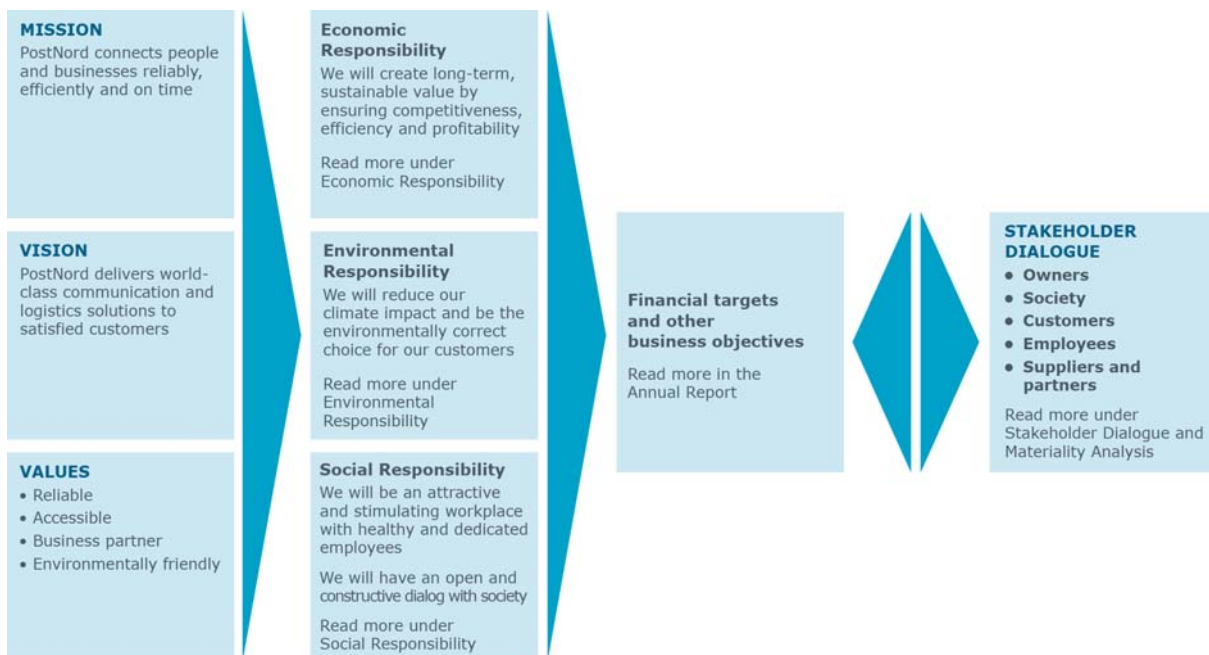 MISSION
PostNord connects people
and businesses reliably,
efficiently and on time
VISION
PostNord delivers world-
class communication and
logistics solutions to
satisfied customers
VALUES
• Reliable
• Accessible
• Business partner
• Environmentally friendly
Economic
Responsibility
We will create long-term,
sustainable value by
ensuring competitiveness,
efficiency and profitability
Read more under
Economic Responsibility
Environmental
Responsibility
We will reduce our
climate impact and be the
environmentally correct
choice for our customers
Read more under
Environmental
Responsibility
Social Responsibility
We will be an attractive
and stimulating workplace
with healthy and dedicated
employees
We will have an open and
constructive dialog with society
Read more under
Social Responsibility
Financial targets
and other
business objectives
Read more in the
Annual Report
STAKEHOLDER
DIALOGUE
• Owners
• Society
• Customers
• Employees
• Suppliers and
partners
Read more under
Stakeholder Dialogue and
Materiality Analysis